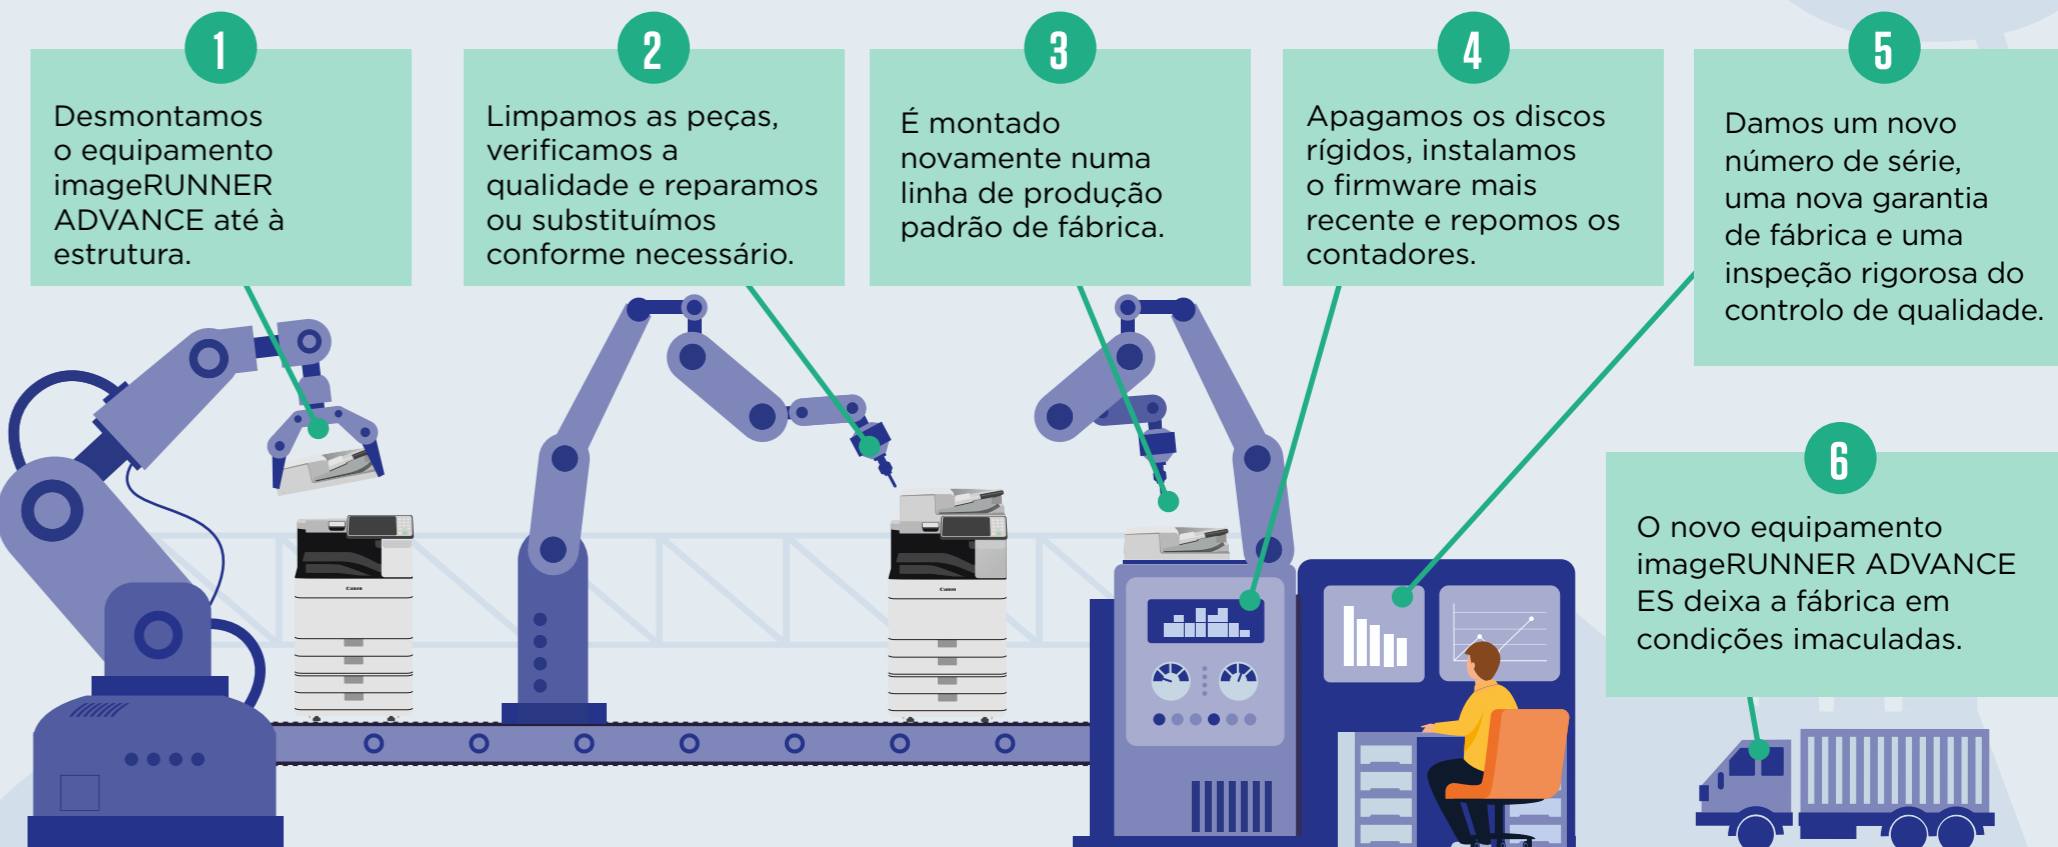 1
Desmontamos
o equipamento
imageRUNNER
ADVANCE até à
estrutura.
2
Limpamos as peças,
verificamos a
qualidade e reparamos
ou substituímos
conforme necessário.
3
É montado
novamente numa
linha de produção
padrão de fábrica.
4
Apagamos os discos
rígidos, instalamos
o firmware mais
recente e repomos os
contadores.
5
Damos um novo
número de série,
uma nova garantia
de fábrica e uma
inspeção rigorosa do
controlo de qualidade.
6
O novo equipamento
imageRUNNER ADVANCE
ES deixa a fábrica em
condições imaculadas.
Canon
Canon